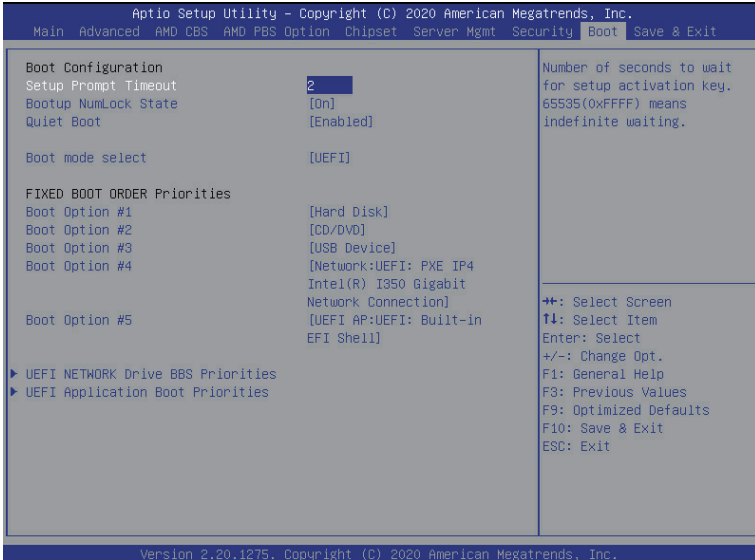 Aptio Setup Utility – Copyright (C) 2020 American Megatrends, Inc.
Main Advanced AMD CBS AMD PBS Option Chipset Server Mgmt Security Boot Save & Exit
Boot Configuration
Setup Prompt Timeout 2
Bootup NumLock State [On]
Quiet Boot [Enabled]
Boot mode select [UEFI]
FIXED BOOT ORDER Priorities
Boot Option #1 [Hard Disk]
Boot Option #2 [CD/DVD]
Boot Option #3 [USB Device]
Boot Option #4 [Network:UEFI: PXE IP4
Intel(R) I350 Gigabit
Network Connection]
Boot Option #5 [UEFI AP:UEFI: Built-in
EFI Shell]
UEFI NETWORK Drive BBS Priorities
UEFI Application Boot Priorities
Number of seconds to wait
for setup activation key.
65535(0xFFFF) means
indefinite waiting.
→←: Select Screen
↑↓: Select Item
Enter: Select
+/-: Change Opt.
F1: General Help
F3: Previous Values
F9: Optimized Defaults
F10: Save & Exit
ESC: Exit
Version 2.20.1275. Copyright (C) 2020 American Megatrends, Inc.